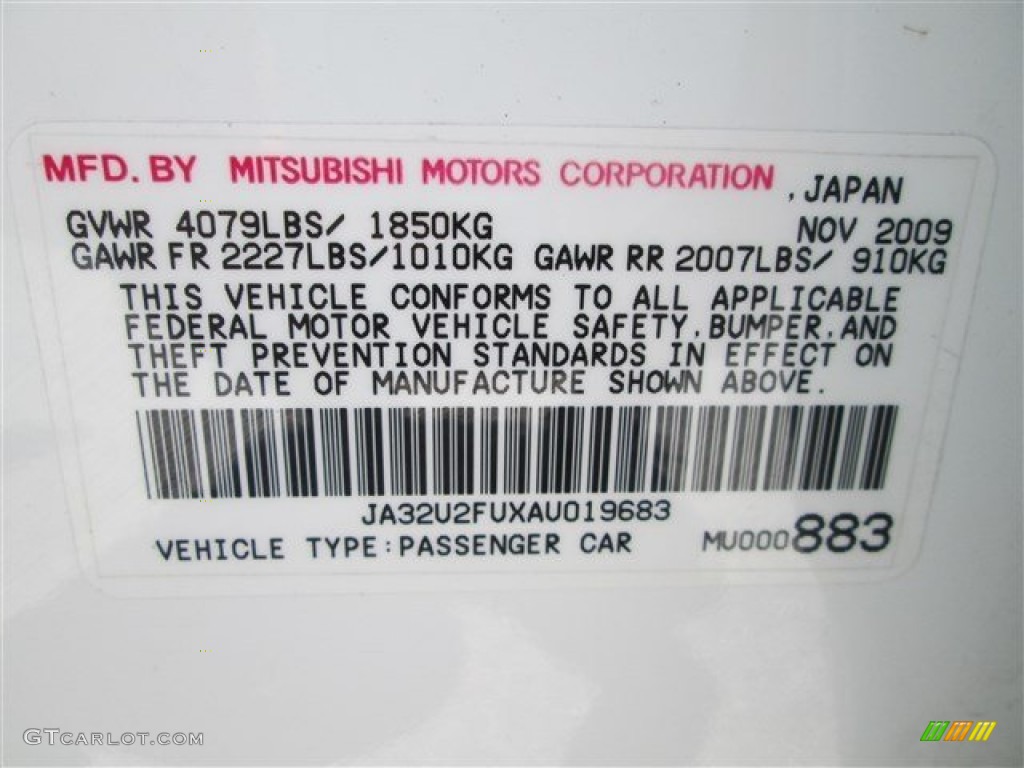 MFD. BY MITSUBISHI MOTORS CORPORATION , JAPAN
GVWR 4079LBS/ 1850KG NOV 2009
GAWR FR 2227LBS/1010KG GAWR RR 2007LBS/ 910KG
THIS VEHICLE CONFORMS TO ALL APPLICABLE
FEDERAL MOTOR VEHICLE SAFETY, BUMPER, AND
THEFT PREVENTION STANDARDS IN EFFECT ON
THE DATE OF MANUFACTURE SHOWN ABOVE.
JA32U2FUXAU019683
VEHICLE TYPE:PASSENGER CAR MU000883
GTCARLOT.COM